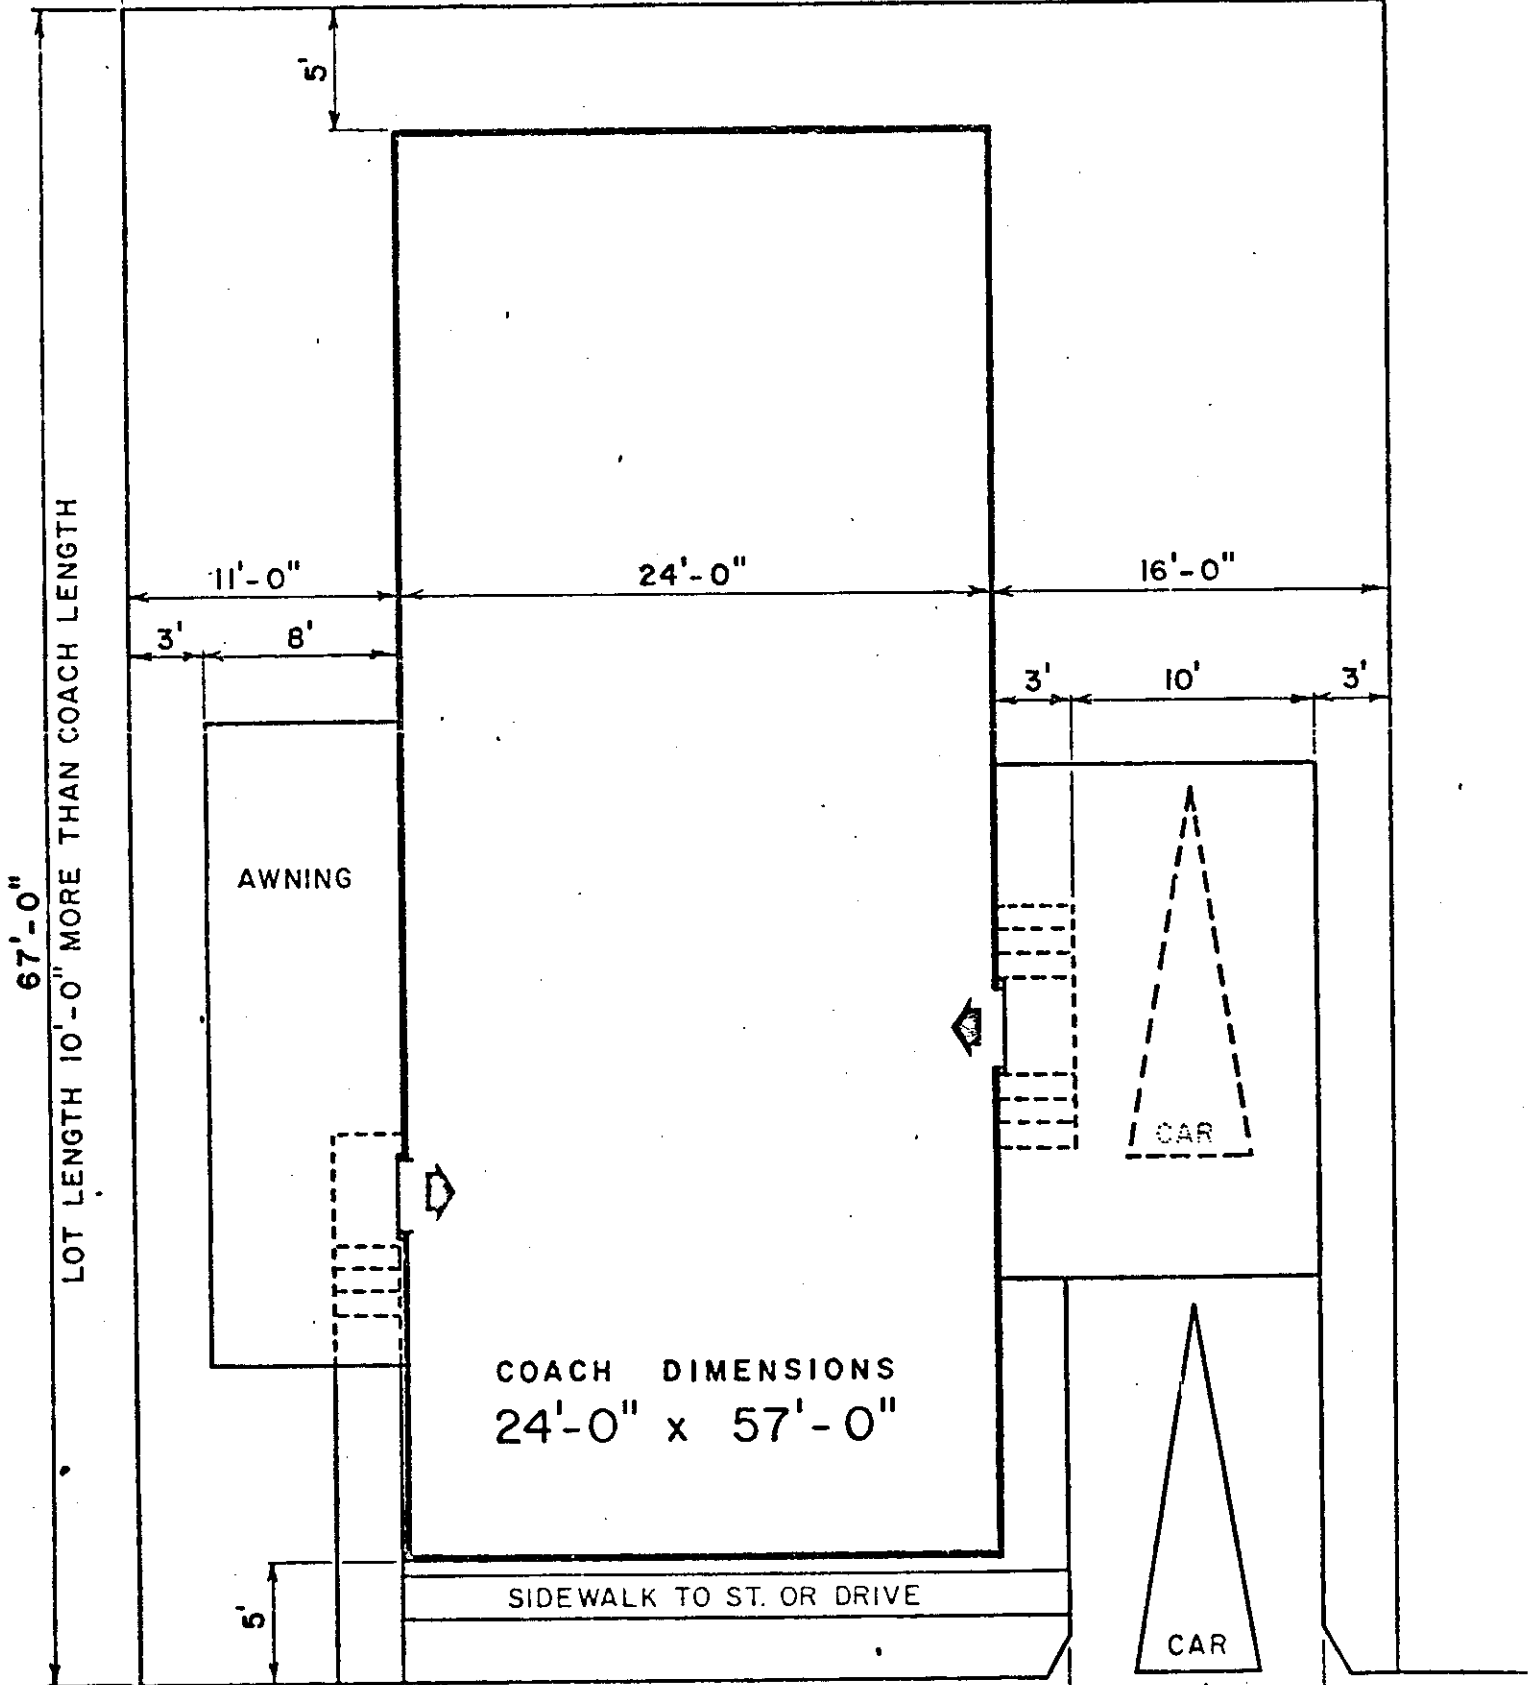 5'
11'-0"
24'-0"
16'-0"
3'
8'
3'
10'
3'
67'-0"
LOT LENGTH 10'-0" MORE THAN COACH LENGTH
AWNING
CAR
COACH DIMENSIONS
24'-0" x 57'-0"
SIDEWALK TO ST. OR DRIVE
5'
CAR